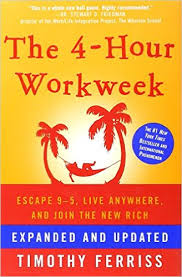 "This is a whole new ball game. Highly recommended."
—DR. STEWART D. FRIEDMAN
Director of the Work/Life Integration Project, The Wharton School
The 4-Hour
Workweek
THE #1 NEW
YORK TIMES
BESTSELLER AND
INTERNATIONAL
PHENOMENON
ESCAPE 9–5, LIVE ANYWHERE,
AND JOIN THE NEW RICH
EXPANDED AND UPDATED
TIMOTHY FERRISS